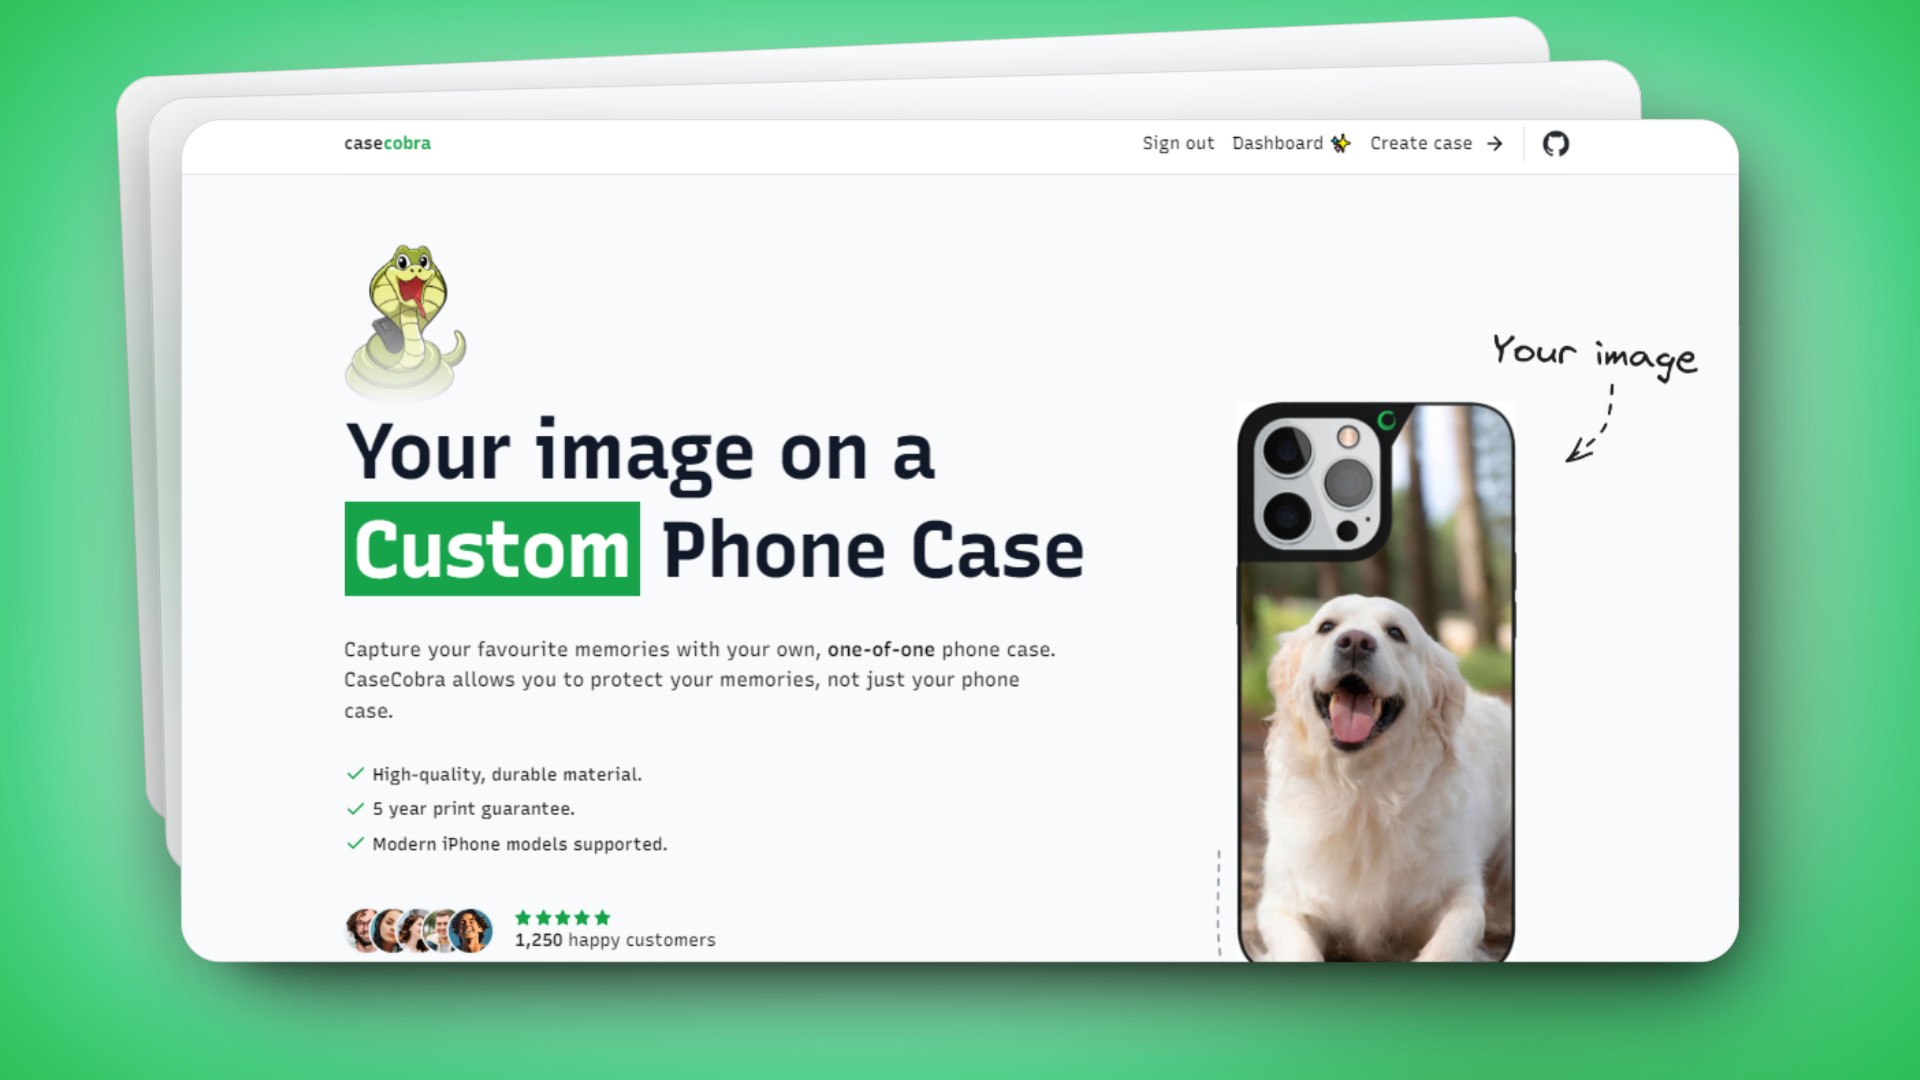 casecobra
Sign out Dashboard ✨ Create case →
Your image
Your image on a
Custom Phone Case
Capture your favourite memories with your own, one-of-one phone case.
CaseCobra allows you to protect your memories, not just your phone
case.
✓ High-quality, durable material.
✓ 5 year print guarantee.
✓ Modern iPhone models supported.
★★★★★
1,250 happy customers